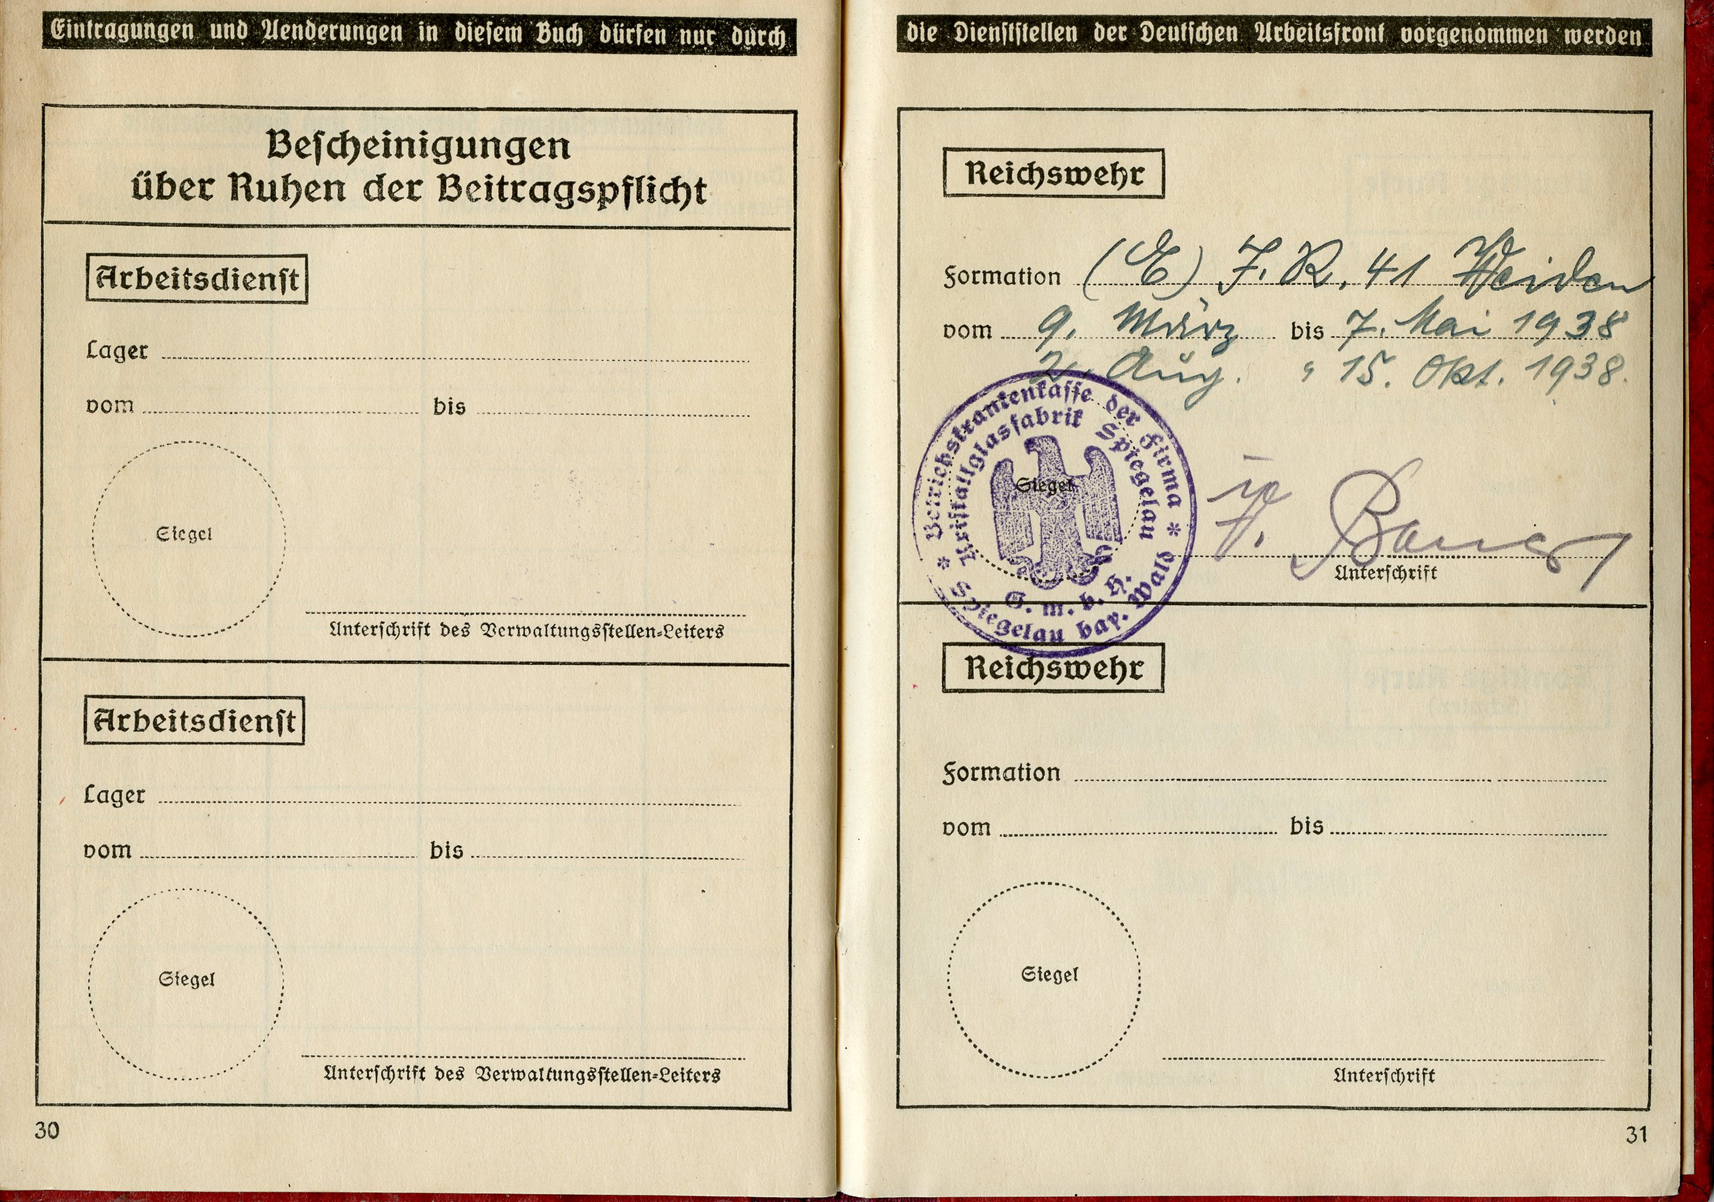 Eintragungen und Aenderungen in diesem Buch dürfen nur durch
Bescheinigungen
über Ruhen der Beitragspflicht
Arbeitsdienst
Lager
vom bis
Siegel
Unterschrift des Verwaltungsstellen-Leiters
Arbeitsdienst
Lager
vom bis
Siegel
Unterschrift des Verwaltungsstellen-Leiters
30
die Dienststellen der Deutschen Arbeitsfront vorgenommen werden
Reichswehr
Formation (E) J. R. 41 Weiden
vom 9. März bis 7. Mai 1938
2. Aug. " 15. Okt. 1938.
Betriebskrankenkasse der Firma
Kristallglasfabrik Spiegelau
G. m. b. H.
Spiegelau bay. Wald
Siegel
Bauer
Unterschrift
Reichswehr
Formation
vom bis
Siegel
Unterschrift
31